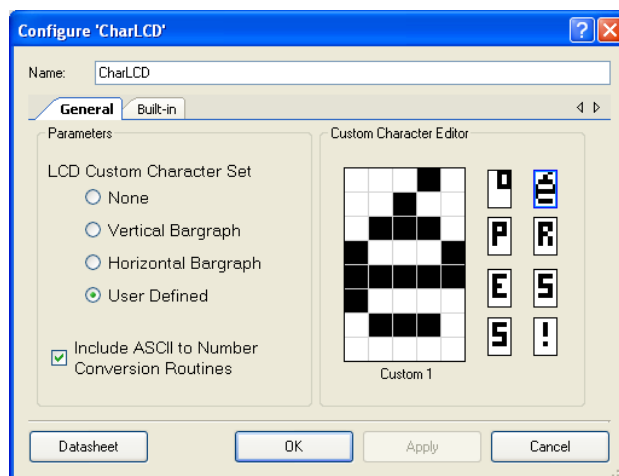 Configure 'CharLCD'
Name: CharLCD
General Built-in
Parameters
Custom Character Editor
LCD Custom Character Set
None
Vertical Bargraph
Horizontal Bargraph
User Defined
Include ASCII to Number
Conversion Routines
é
P R
E S
S !
Custom 1
Datasheet OK Apply Cancel